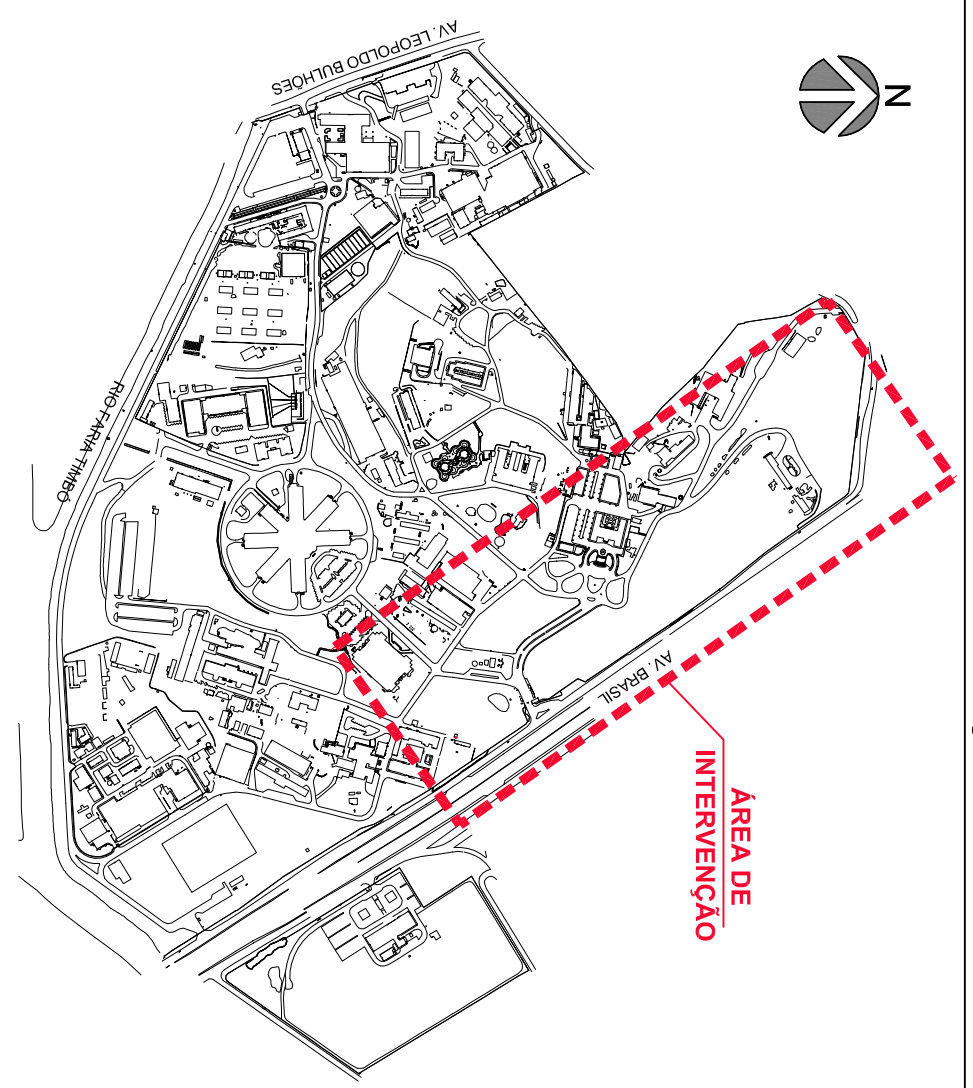 AV. LEOPOLDO BULHÕES
N
RIO FARIA TIMBÓ
AV. BRASIL
ÁREA DE
INTERVENÇÃO